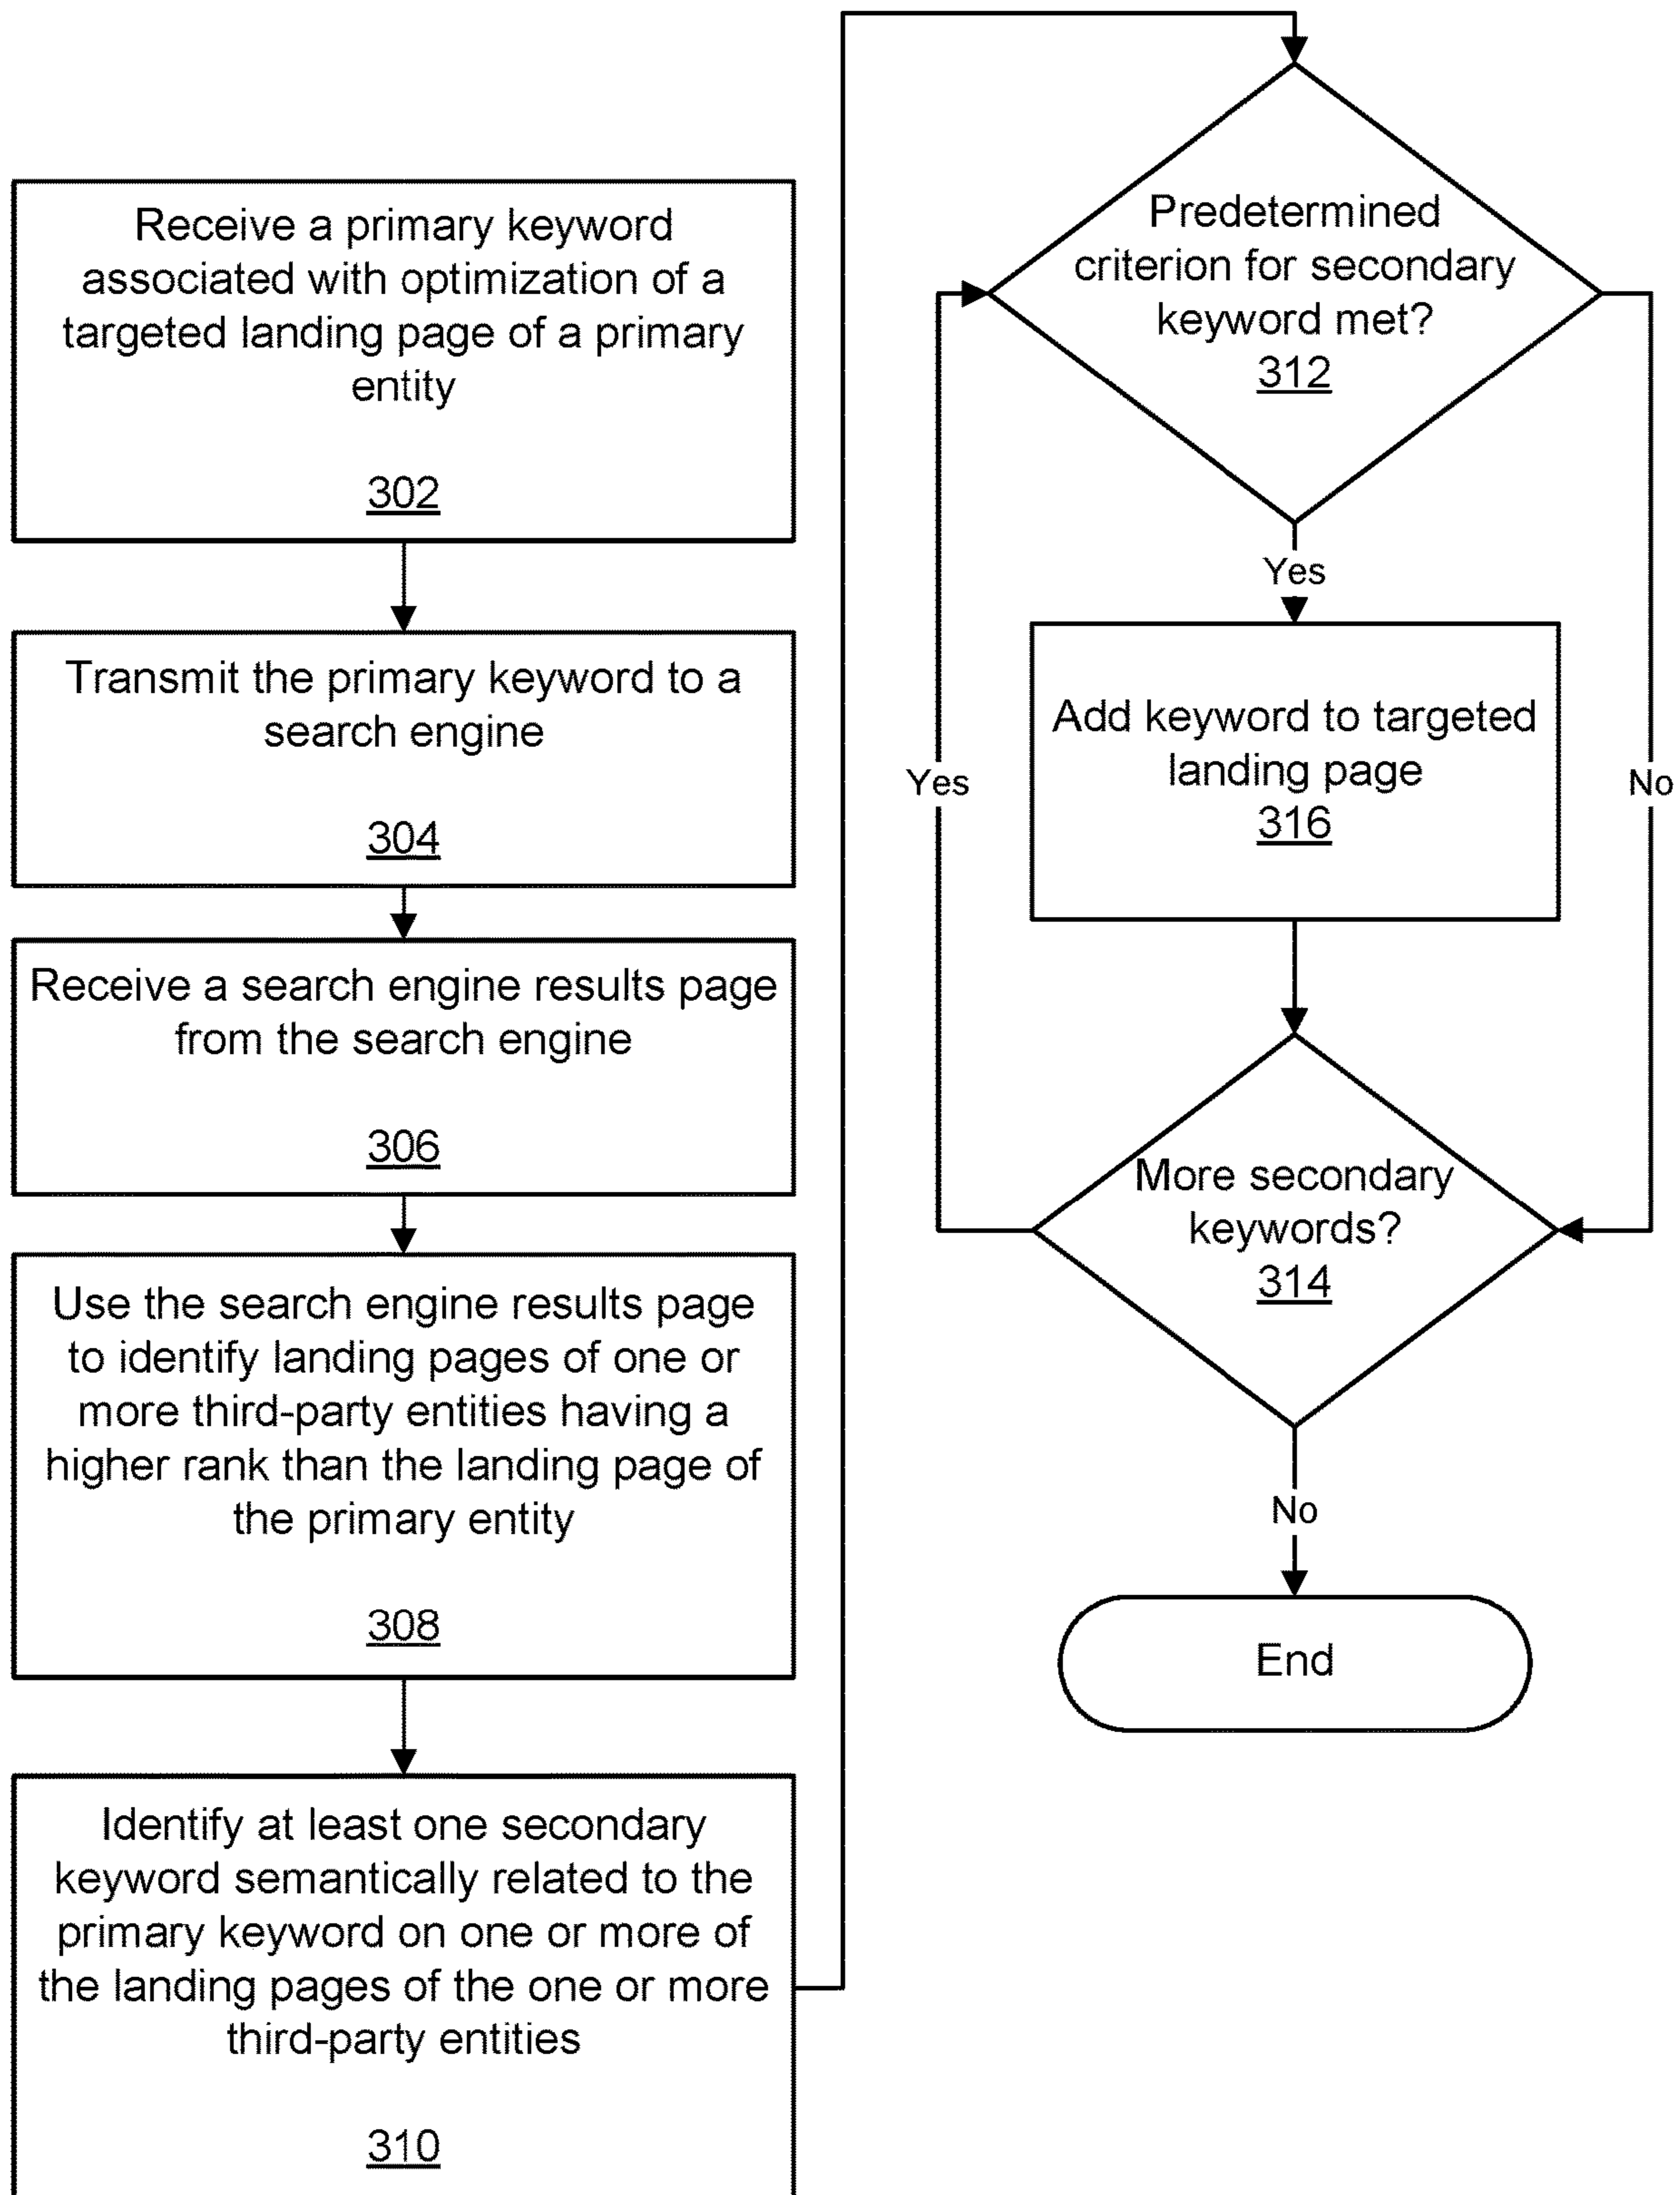 Receive a primary keyword
associated with optimization of a
targeted landing page of a primary
entity
302
Transmit the primary keyword to a
search engine
304
Receive a search engine results page
from the search engine
306
Use the search engine results page
to identify landing pages of one or
more third-party entities having a
higher rank than the landing page of
the primary entity
308
Identify at least one secondary
keyword semantically related to the
primary keyword on one or more of
the landing pages of the one or more
third-party entities
310
Predetermined
criterion for secondary
keyword met?
312
Yes
Add keyword to targeted
landing page
316
Yes
No
More secondary
keywords?
314
No
End